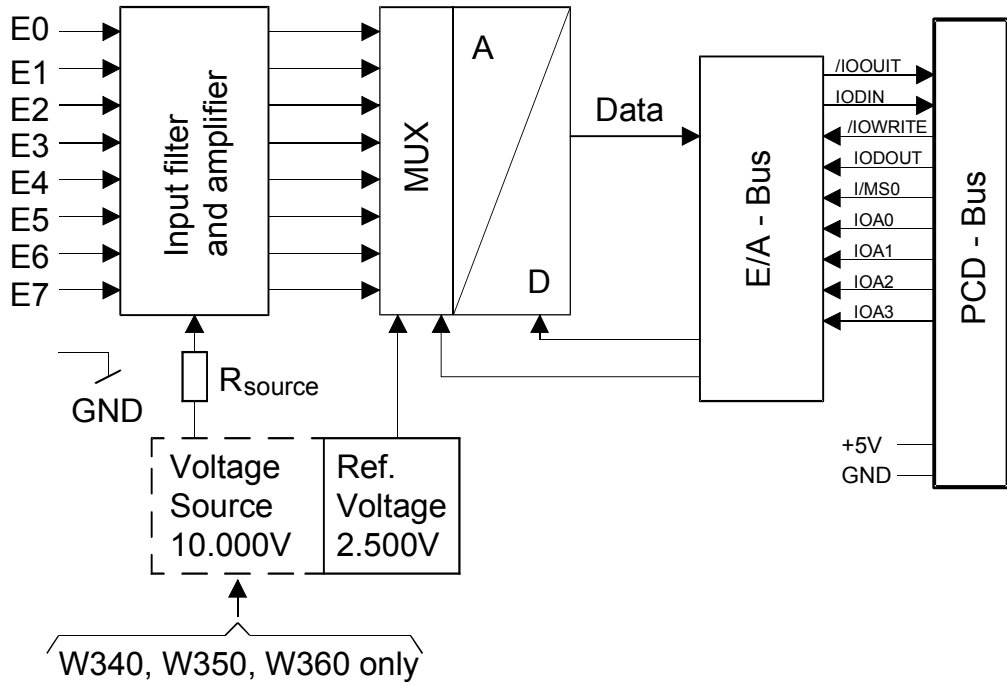 E0
E1
E2
E3
E4
E5
E6
E7
Input filter
and amplifier
MUX
A
D
Data
E/A - Bus
/IOOUIT
IODIN
/IOWRITE
IODOUT
I/MS0
IOA0
IOA1
IOA2
IOA3
PCD - Bus
+5V
GND
GND
Rsource
Voltage
Source
10.000V
Ref.
Voltage
2.500V
W340, W350, W360 only